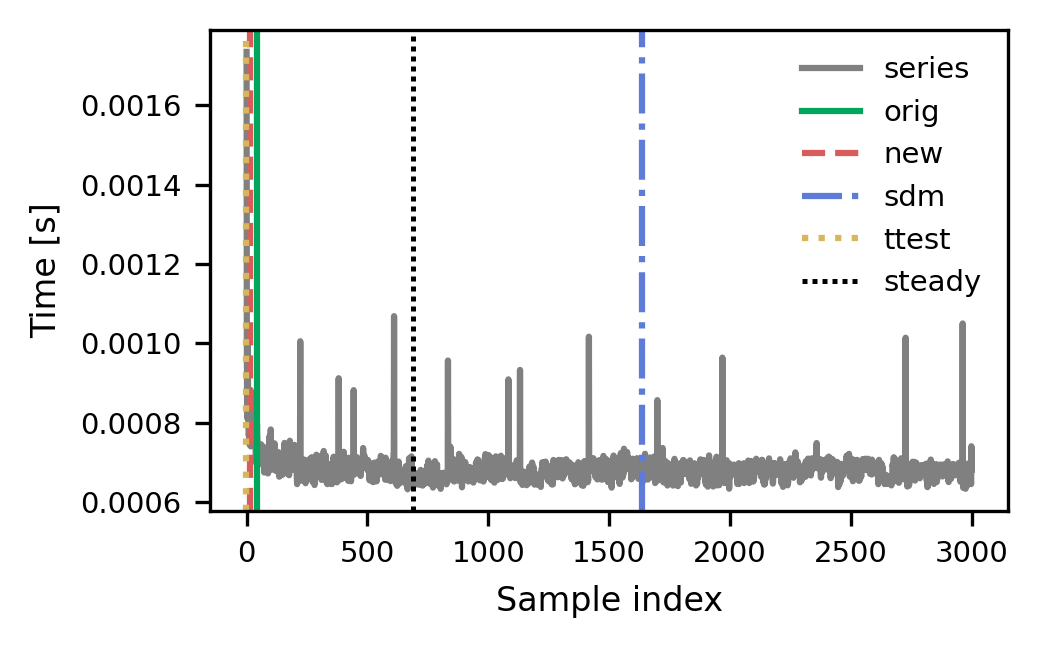 Time [s]
0.0016
0.0014
0.0012
0.0010
0.0008
0.0006
series
orig
new
sdm
ttest
steady
0 500 1000 1500 2000 2500 3000
Sample index